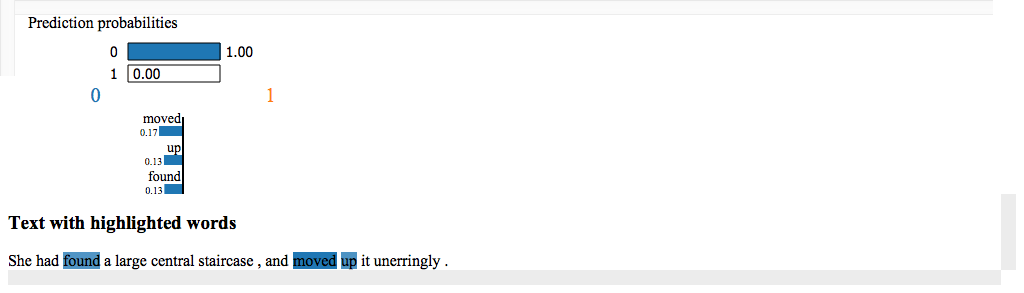 Prediction probabilities
0 1.00
1 0.00
0 1
moved
0.17
up
0.13
found
0.13
Text with highlighted words
She had found a large central staircase , and moved up it unerringly .